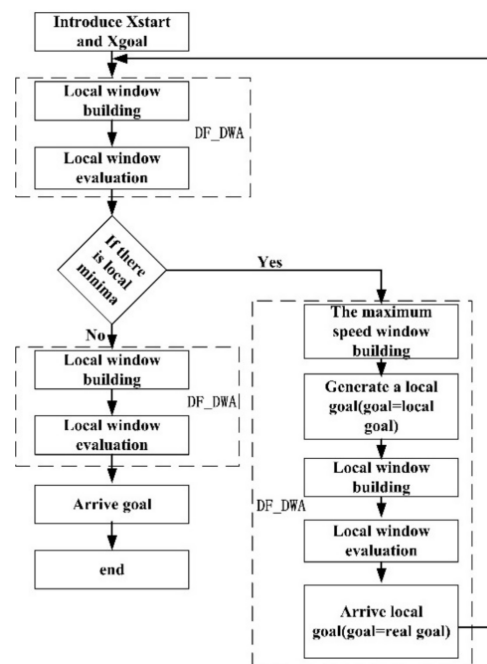 Introduce Xstart
and Xgoal
Local window
building
DF_DWA
Local window
evaluation
If there
is local
minima
Yes
No
The maximum
speed window
building
Local window
building
DF_DWA
Local window
evaluation
Generate a local
goal(goal=local
goal)
Arrive goal
Local window
building
DF_DWA
Local window
evaluation
end
Arrive local
goal(goal=real goal)